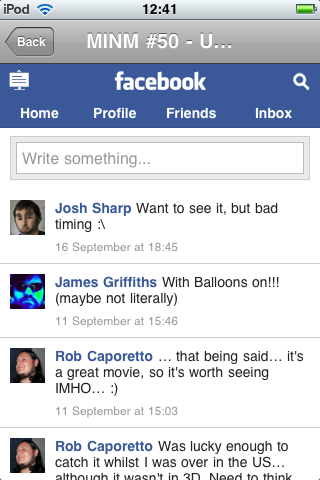 iPod 12:41
Back MINM #50 - U...
facebook
Home Profile Friends Inbox
Write something...
Josh Sharp Want to see it, but bad
timing :\
16 September at 18:45
James Griffiths With Balloons on!!!
(maybe not literally)
11 September at 15:46
Rob Caporetto ... that being said... it's
a great movie, so it's worth seeing
IMHO... :)
11 September at 15:03
Rob Caporetto Was lucky enough to
catch it whilst I was over in the US...
although it wasn't in 3D. Need to think